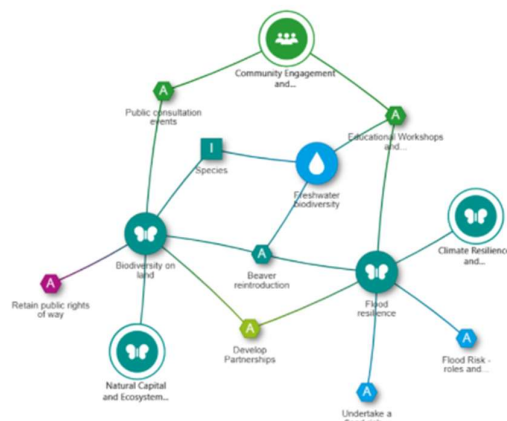 Community Engagement
and...
A
Public consultation
events
A
Educational Workshops
and...
I
Species
Freshwater
biodiversity
Climate Resilience
and...
Biodiversity on
land
A
Beaver
reintroduction
Flood
resilience
A
Retain public rights
of way
A
Develop
Partnerships
A
Flood Risk -
roles and...
Natural Capital
and Ecosystem...
A
Undertake a